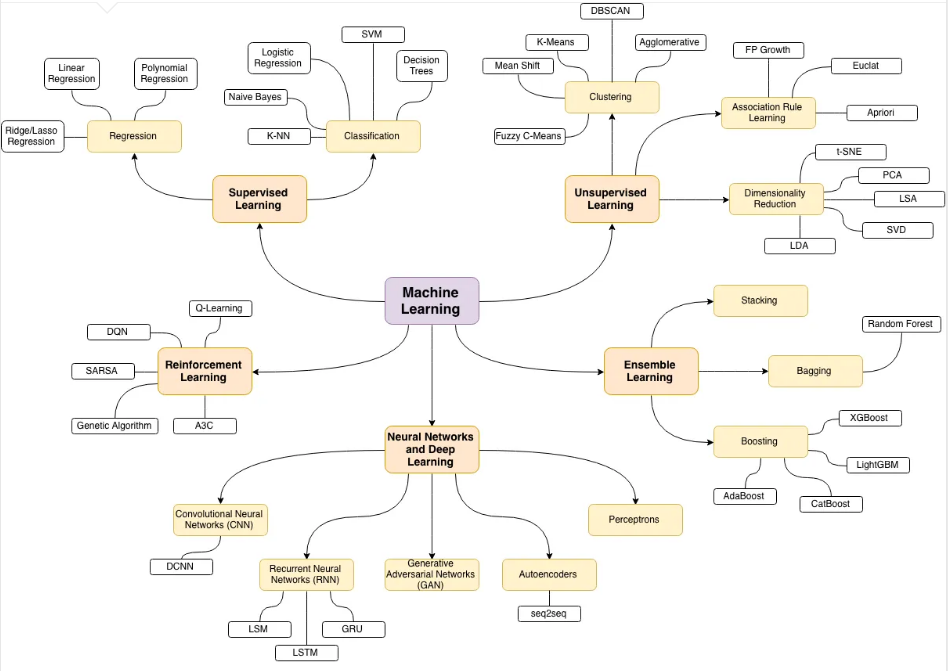 DBSCAN
SVM
K-Means
Agglomerative
Logistic
Regression
FP Growth
Linear
Regression
Polynomial
Regression
Decision
Trees
Mean Shift
Euclat
Naive Bayes
Clustering
Association Rule
Learning
Apriori
Ridge/Lasso
Regression
Regression
K-NN
Classification
Fuzzy C-Means
t-SNE
PCA
Supervised
Learning
Unsupervised
Learning
Dimensionality
Reduction
LSA
SVD
LDA
Machine
Learning
Stacking
Q-Learning
DQN
Random Forest
SARSA
Reinforcement
Learning
Ensemble
Learning
Bagging
Genetic Algorithm
A3C
XGBoost
Neural Networks
and Deep
Learning
Boosting
LightGBM
AdaBoost
CatBoost
Convolutional Neural
Networks (CNN)
Perceptrons
DCNN
Recurrent Neural
Networks (RNN)
Generative
Adversarial Networks
(GAN)
Autoencoders
seq2seq
LSM
GRU
LSTM